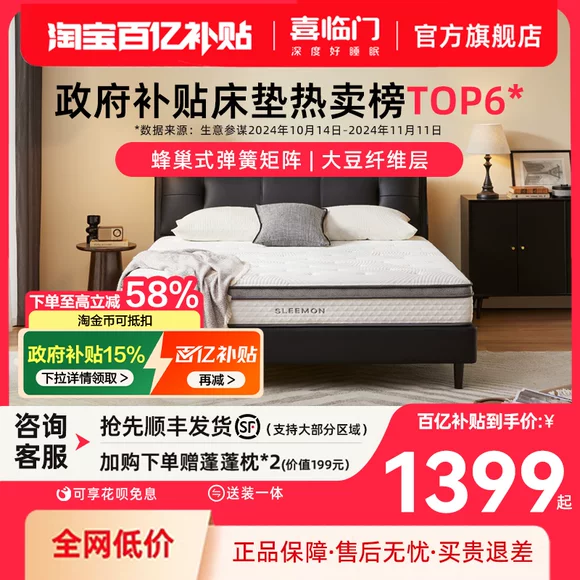 淘宝百亿补贴
喜临门
深度好睡眠
官方旗舰店
政府补贴床垫热卖榜TOP6*
*数据来源：生意参谋2024年10月14日-2024年11月11日
蜂巢式弹簧矩阵 | 大豆纤维层
SLEEMON
下单至高立减58%
淘金币可抵扣
政府补贴15%
下拉详情领取>
百亿补贴
再减>
咨询客服
抢先顺丰发货 SF (支持大部分区域)
加购下单赠蓬蓬枕*2(价值199元)
可享花呗免息
送装一体
百亿补贴到手价:¥
1399起
全网低价
正品保障·售后无忧·买贵退差